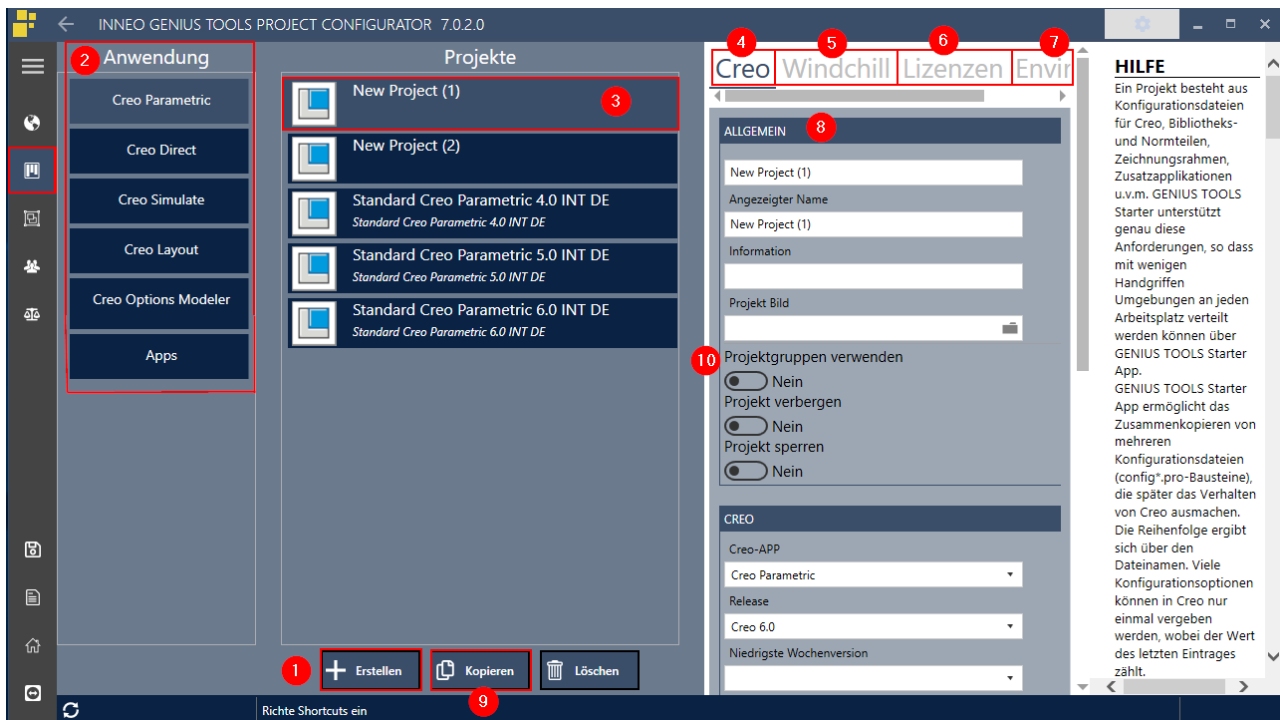 INNEO GENIUS TOOLS PROJECT CONFIGURATOR 7.0.2.0
2
Anwendung
Creo Parametric
Creo Direct
Creo Simulate
Creo Layout
Creo Options Modeler
Apps
Projekte
New Project (1)
3
New Project (2)
Standard Creo Parametric 4.0 INT DE
Standard Creo Parametric 4.0 INT DE
Standard Creo Parametric 5.0 INT DE
Standard Creo Parametric 5.0 INT DE
Standard Creo Parametric 6.0 INT DE
Standard Creo Parametric 6.0 INT DE
1
Erstellen
Kopieren
Löschen
9
4
5
6
7
Creo Windchill Lizenzen Envir
ALLGEMEIN
8
New Project (1)
Angezeigter Name
New Project (1)
Information
Projekt Bild
10
Projektgruppen verwenden
Nein
Projekt verbergen
Nein
Projekt sperren
Nein
CREO
Creo-APP
Creo Parametric
Release
Creo 6.0
Niedrigste Wochenversion
HILFE
Ein Projekt besteht aus
Konfigurationsdateien
für Creo, Bibliotheks-
und Normteilen,
Zeichnungsrahmen,
Zusatzapplikationen
u.v.m. GENIUS TOOLS
Starter unterstützt
genau diese
Anforderungen, so dass
mit wenigen
Handgriffen
Umgebungen an jeden
Arbeitsplatz verteilt
werden können über
GENIUS TOOLS Starter
App.
GENIUS TOOLS Starter
App ermöglicht das
Zusammenkopieren von
mehreren
Konfigurationsdateien
(config*.pro-Bausteine),
die später das Verhalten
von Creo ausmachen.
Die Reihenfolge ergibt
sich über den
Dateinamen. Viele
Konfigurationsoptionen
können in Creo nur
einmal vergeben
werden, wobei der Wert
des letzten Eintrages
zählt.
Richte Shortcuts ein